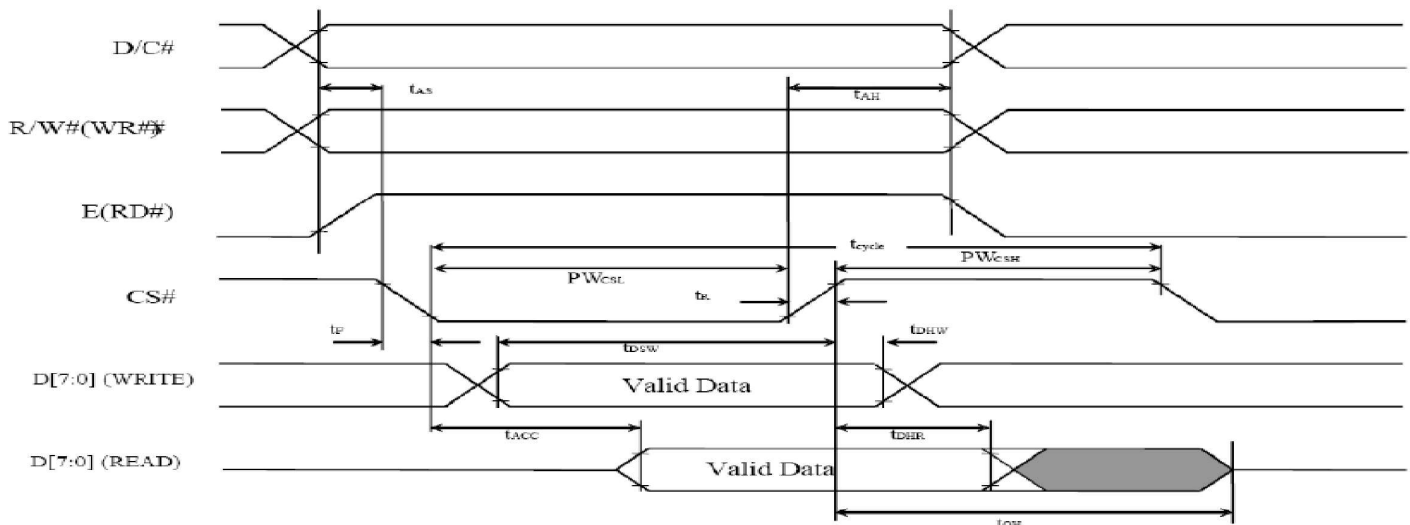 D/C#
tAS
tAH
R/W#(WR#)#
E(RD#)
tcycle
PWCSL
PWCSH
CS#
tR
tF
tDSW
tDHW
D[7:0] (WRITE)
Valid Data
tACC
tDHR
D[7:0] (READ)
Valid Data